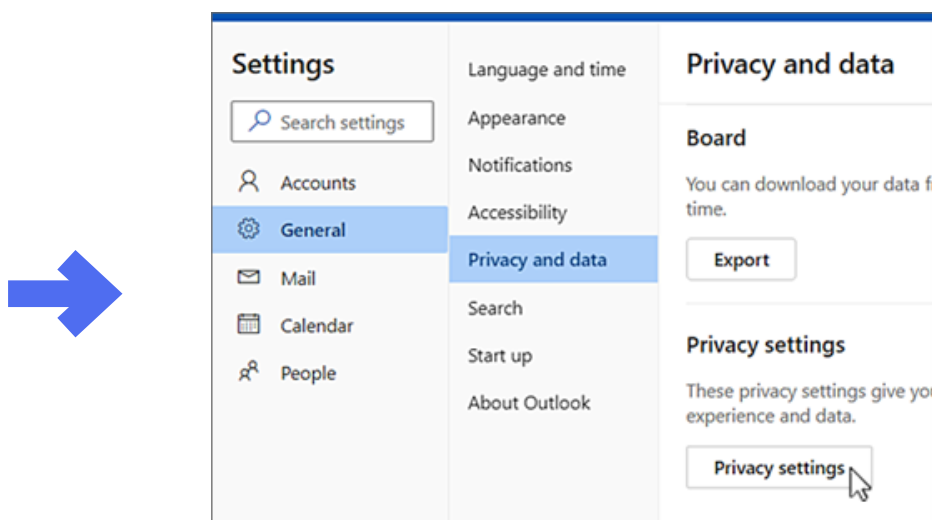 Settings
Search settings
Accounts
General
Mail
Calendar
People
Language and time
Appearance
Notifications
Accessibility
Privacy and data
Search
Start up
About Outlook
Privacy and data
Board
You can download your data
time.
Export
Privacy settings
These privacy settings give
experience and data.
Privacy settings